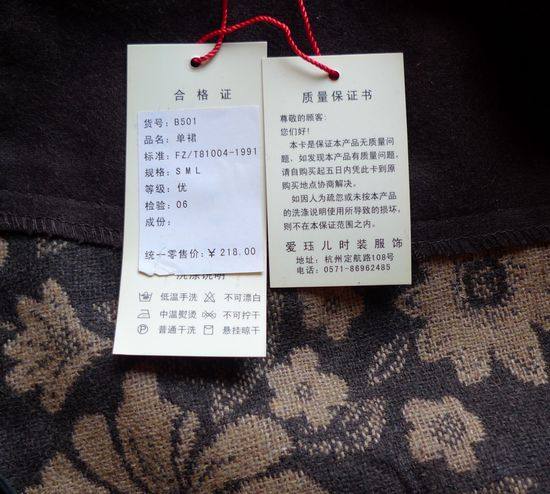 合格证
货号：B501
品名：单裙
标准：FZ/T81004-1991
规格：S M L
等级：优
检验：06
成份：
统一零售价：￥218.00
洗涤说明
低温手洗 不可漂白
中温熨烫 不可拧干
普通干洗 悬挂晾干
质量保证书
尊敬的顾客：
您们好！
本卡是保证本产品无质量问
题，如发现本产品有质量问题，
请自购买起五日内凭此卡到原
购买地点协商解决。
如因人为疏忽或未按本产品
的洗涤说明使用所导致的损坏，
则不在本保证范围之内。
爱珏儿时装服饰
地址：杭州定航路108号
电话：0571-86962485